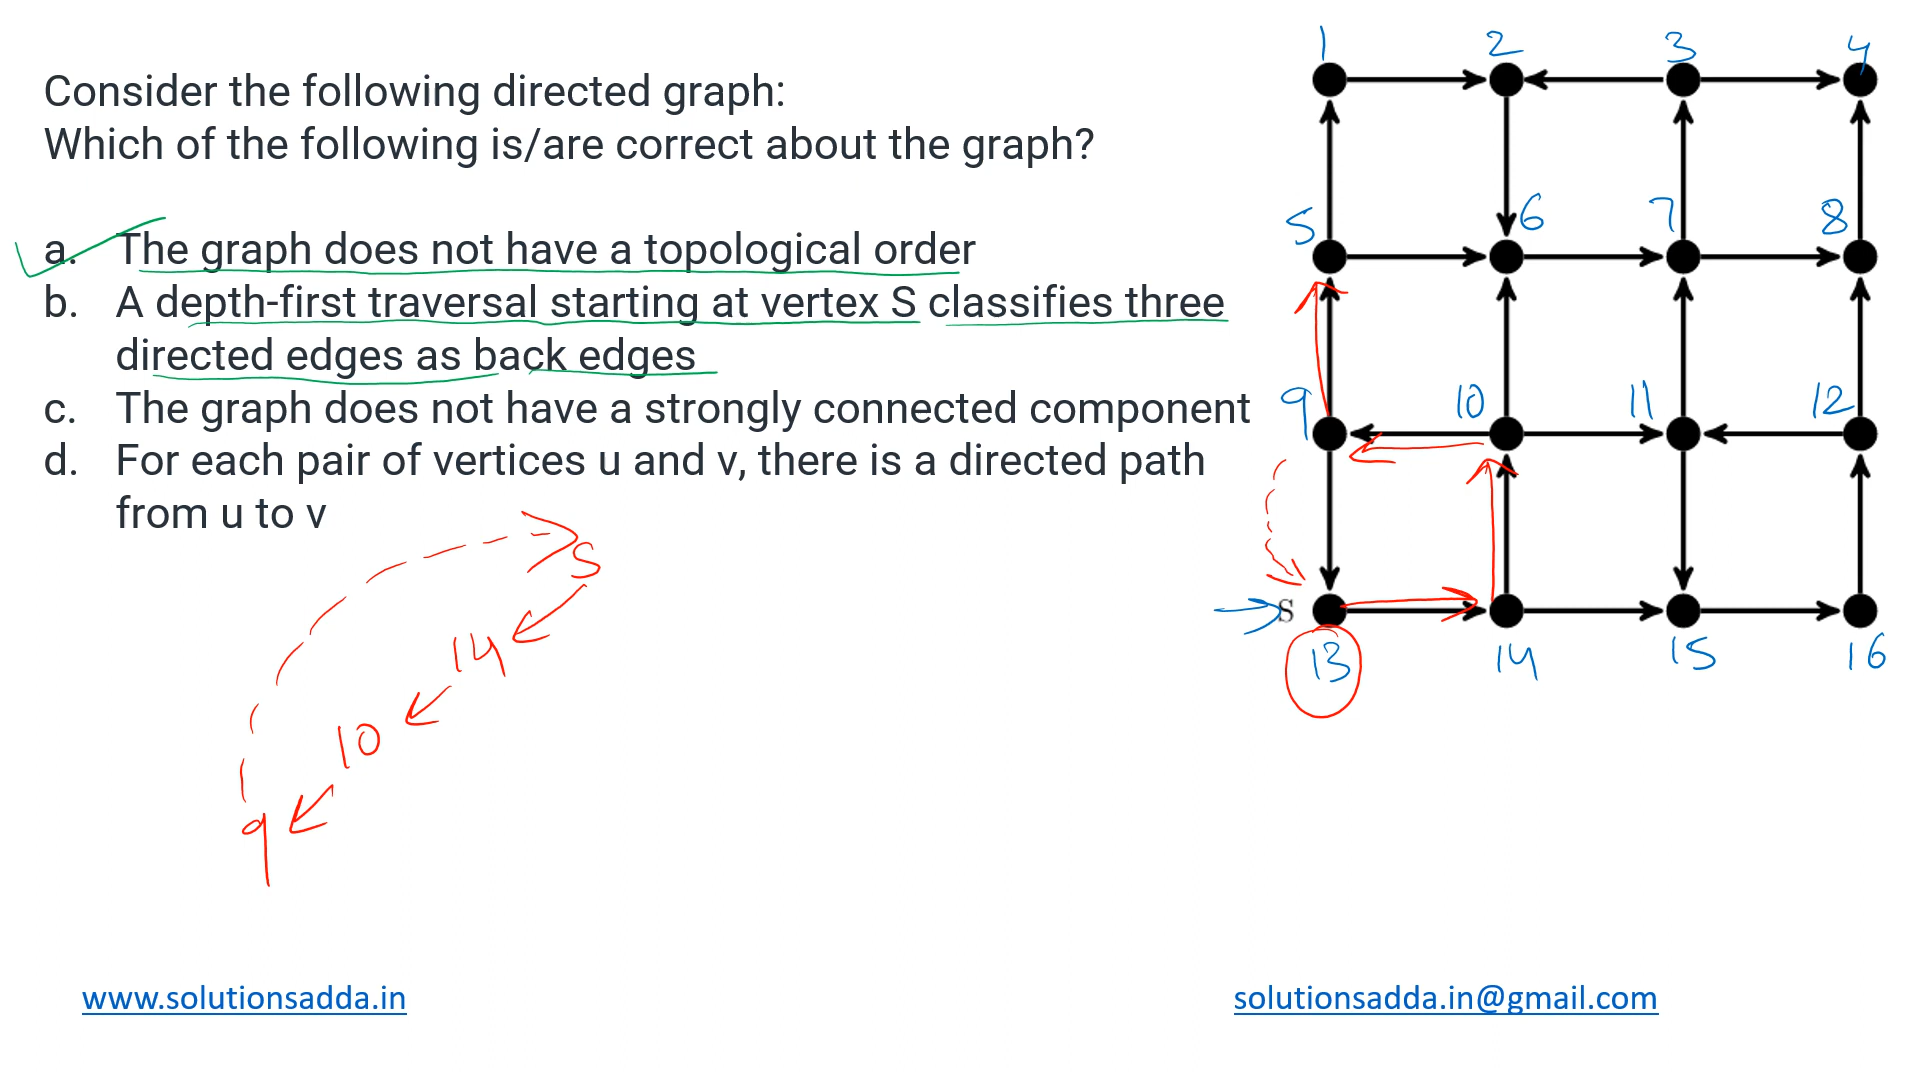 Consider the following directed graph:
Which of the following is/are correct about the graph?
a. The graph does not have a topological order
b. A depth-first traversal starting at vertex S classifies three
directed edges as back edges
c. The graph does not have a strongly connected component
d. For each pair of vertices u and v, there is a directed path
from u to v
S
14
10
9
1 2 3 4
5 6 7 8
9 10 11 12
S
13 14 15 16
www.solutionsadda.in
solutionsadda.in@gmail.com